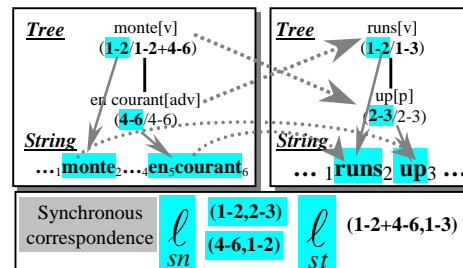 Tree
monte[v]
(1-2/1-2+4-6)
en courant[adv]
(4-6/4-6)
String
...1monte2...4en5courant6
Tree
runs[v]
(1-2/1-3)
up[p]
(2-3/2-3)
String
... 1runs2 up3 ...
Synchronous correspondence
ℓsn
(1-2,2-3)
(4-6,1-2)
ℓst
(1-2+4-6,1-3)